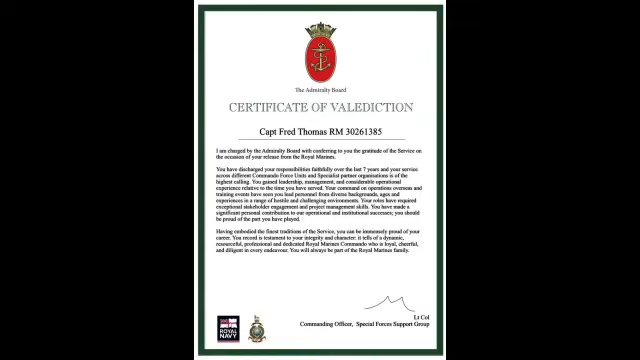 The Admiralty Board
CERTIFICATE OF VALEDICTION
Capt Fred Thomas RM 30261385
I am charged by the Admiralty Board with conferring to you the gratitude of the Service on
the occasion of your release from the Royal Marines.
You have discharged your responsibilities faithfully over the last 7 years and your service
across different Commando Force Units and Specialist partner organisations is of the
highest calling. You gained leadership, management, and considerable operational
experience relative to the time you have served. Your command on operations overseas and
training events have seen you lead personnel from diverse backgrounds, ages and
experiences in a range of hostile and challenging environments. Your roles have required
exceptional stakeholder engagement and project management skills. You have made a
significant personal contribution to our operational and institutional successes; you should
be proud of the part you have played.
Having embodied the finest traditions of the Service, you can be immensely proud of your
career. You record is testament to your integrity and character: it tells of a dynamic,
resourceful, professional and dedicated Royal Marines Commando who is loyal, cheerful,
and diligent in every endeavour. You will always be part of the Royal Marines family.
Lt Col
Commanding Officer, Special Forces Support Group
ROYAL
NAVY